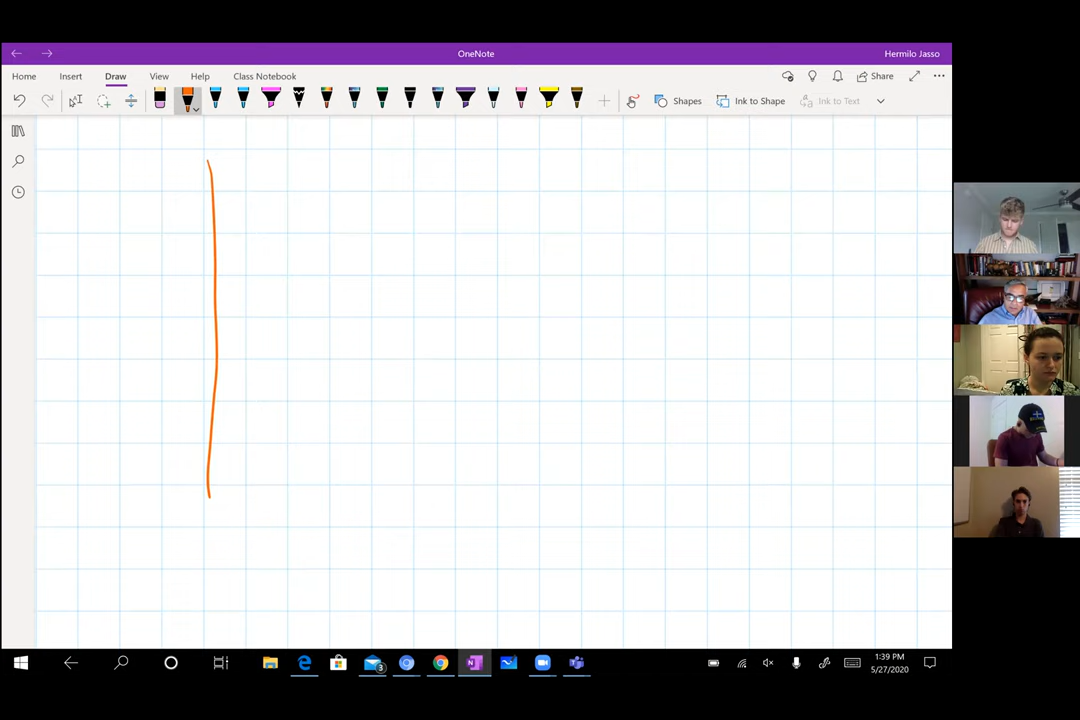 OneNote
Hermilo Jasso
Home Insert Draw View Help Class Notebook Share
Shapes Ink to Shape Ink to Text
3
1:39 PM
5/27/2020